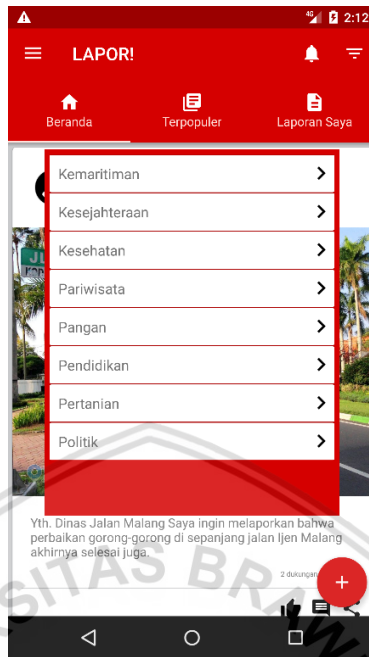 4G 2:12
LAPOR!
Beranda
Terpopuler
Laporan Saya
Kemaritiman
Kesejahteraan
Kesehatan
Pariwisata
Pangan
Pendidikan
Pertanian
Politik
Yth. Dinas Jalan Malang Saya ingin melaporkan bahwa
perbaikan gorong-gorong di sepanjang jalan Ijen Malang
akhirnya selesai juga.
2 dukungan
SITAS BRA